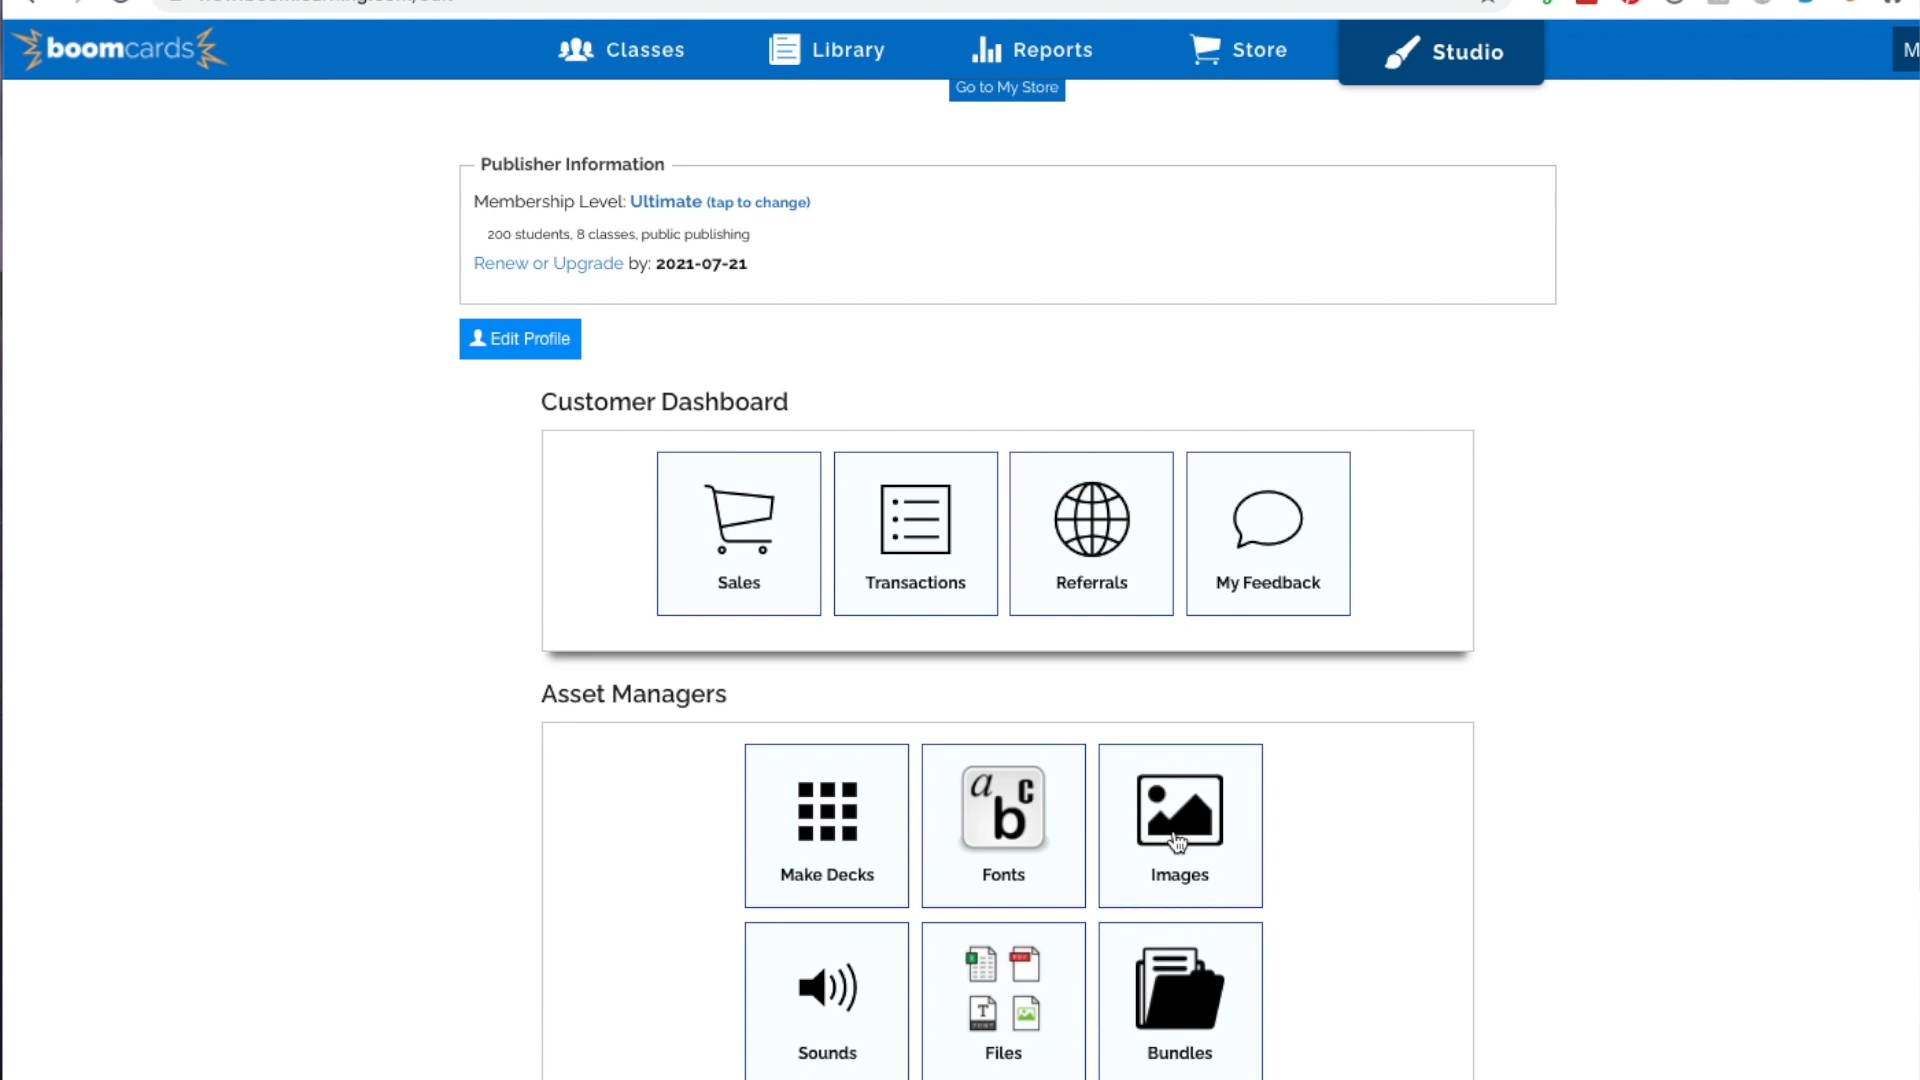 boomcards
Classes
Library
Reports
Store
Studio
Go to My Store
Publisher Information
Membership Level: Ultimate (tap to change)
200 students, 8 classes, public publishing
Renew or Upgrade by: 2021-07-21
Edit Profile
Customer Dashboard
Sales
Transactions
Referrals
My Feedback
Asset Managers
a b c
Make Decks
Fonts
Images
Sounds
Files
Bundles